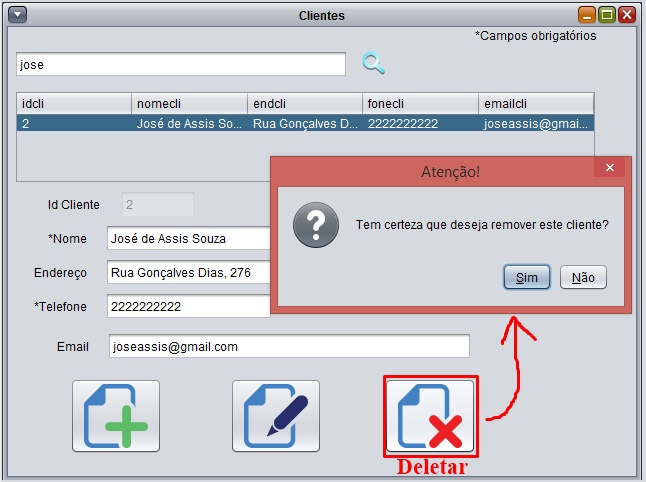 Clientes
*Campos obrigatórios
jose
idcli nomecli endcli fonecli emailcli
2 José de Assis So... Rua Gonçalves D... 2222222222 joseassis@gmai...
Atenção!
Tem certeza que deseja remover este cliente?
Sim Não
Id Cliente 2
*Nome José de Assis Souza
Endereço Rua Gonçalves Dias, 276
*Telefone 2222222222
Email joseassis@gmail.com
Deletar